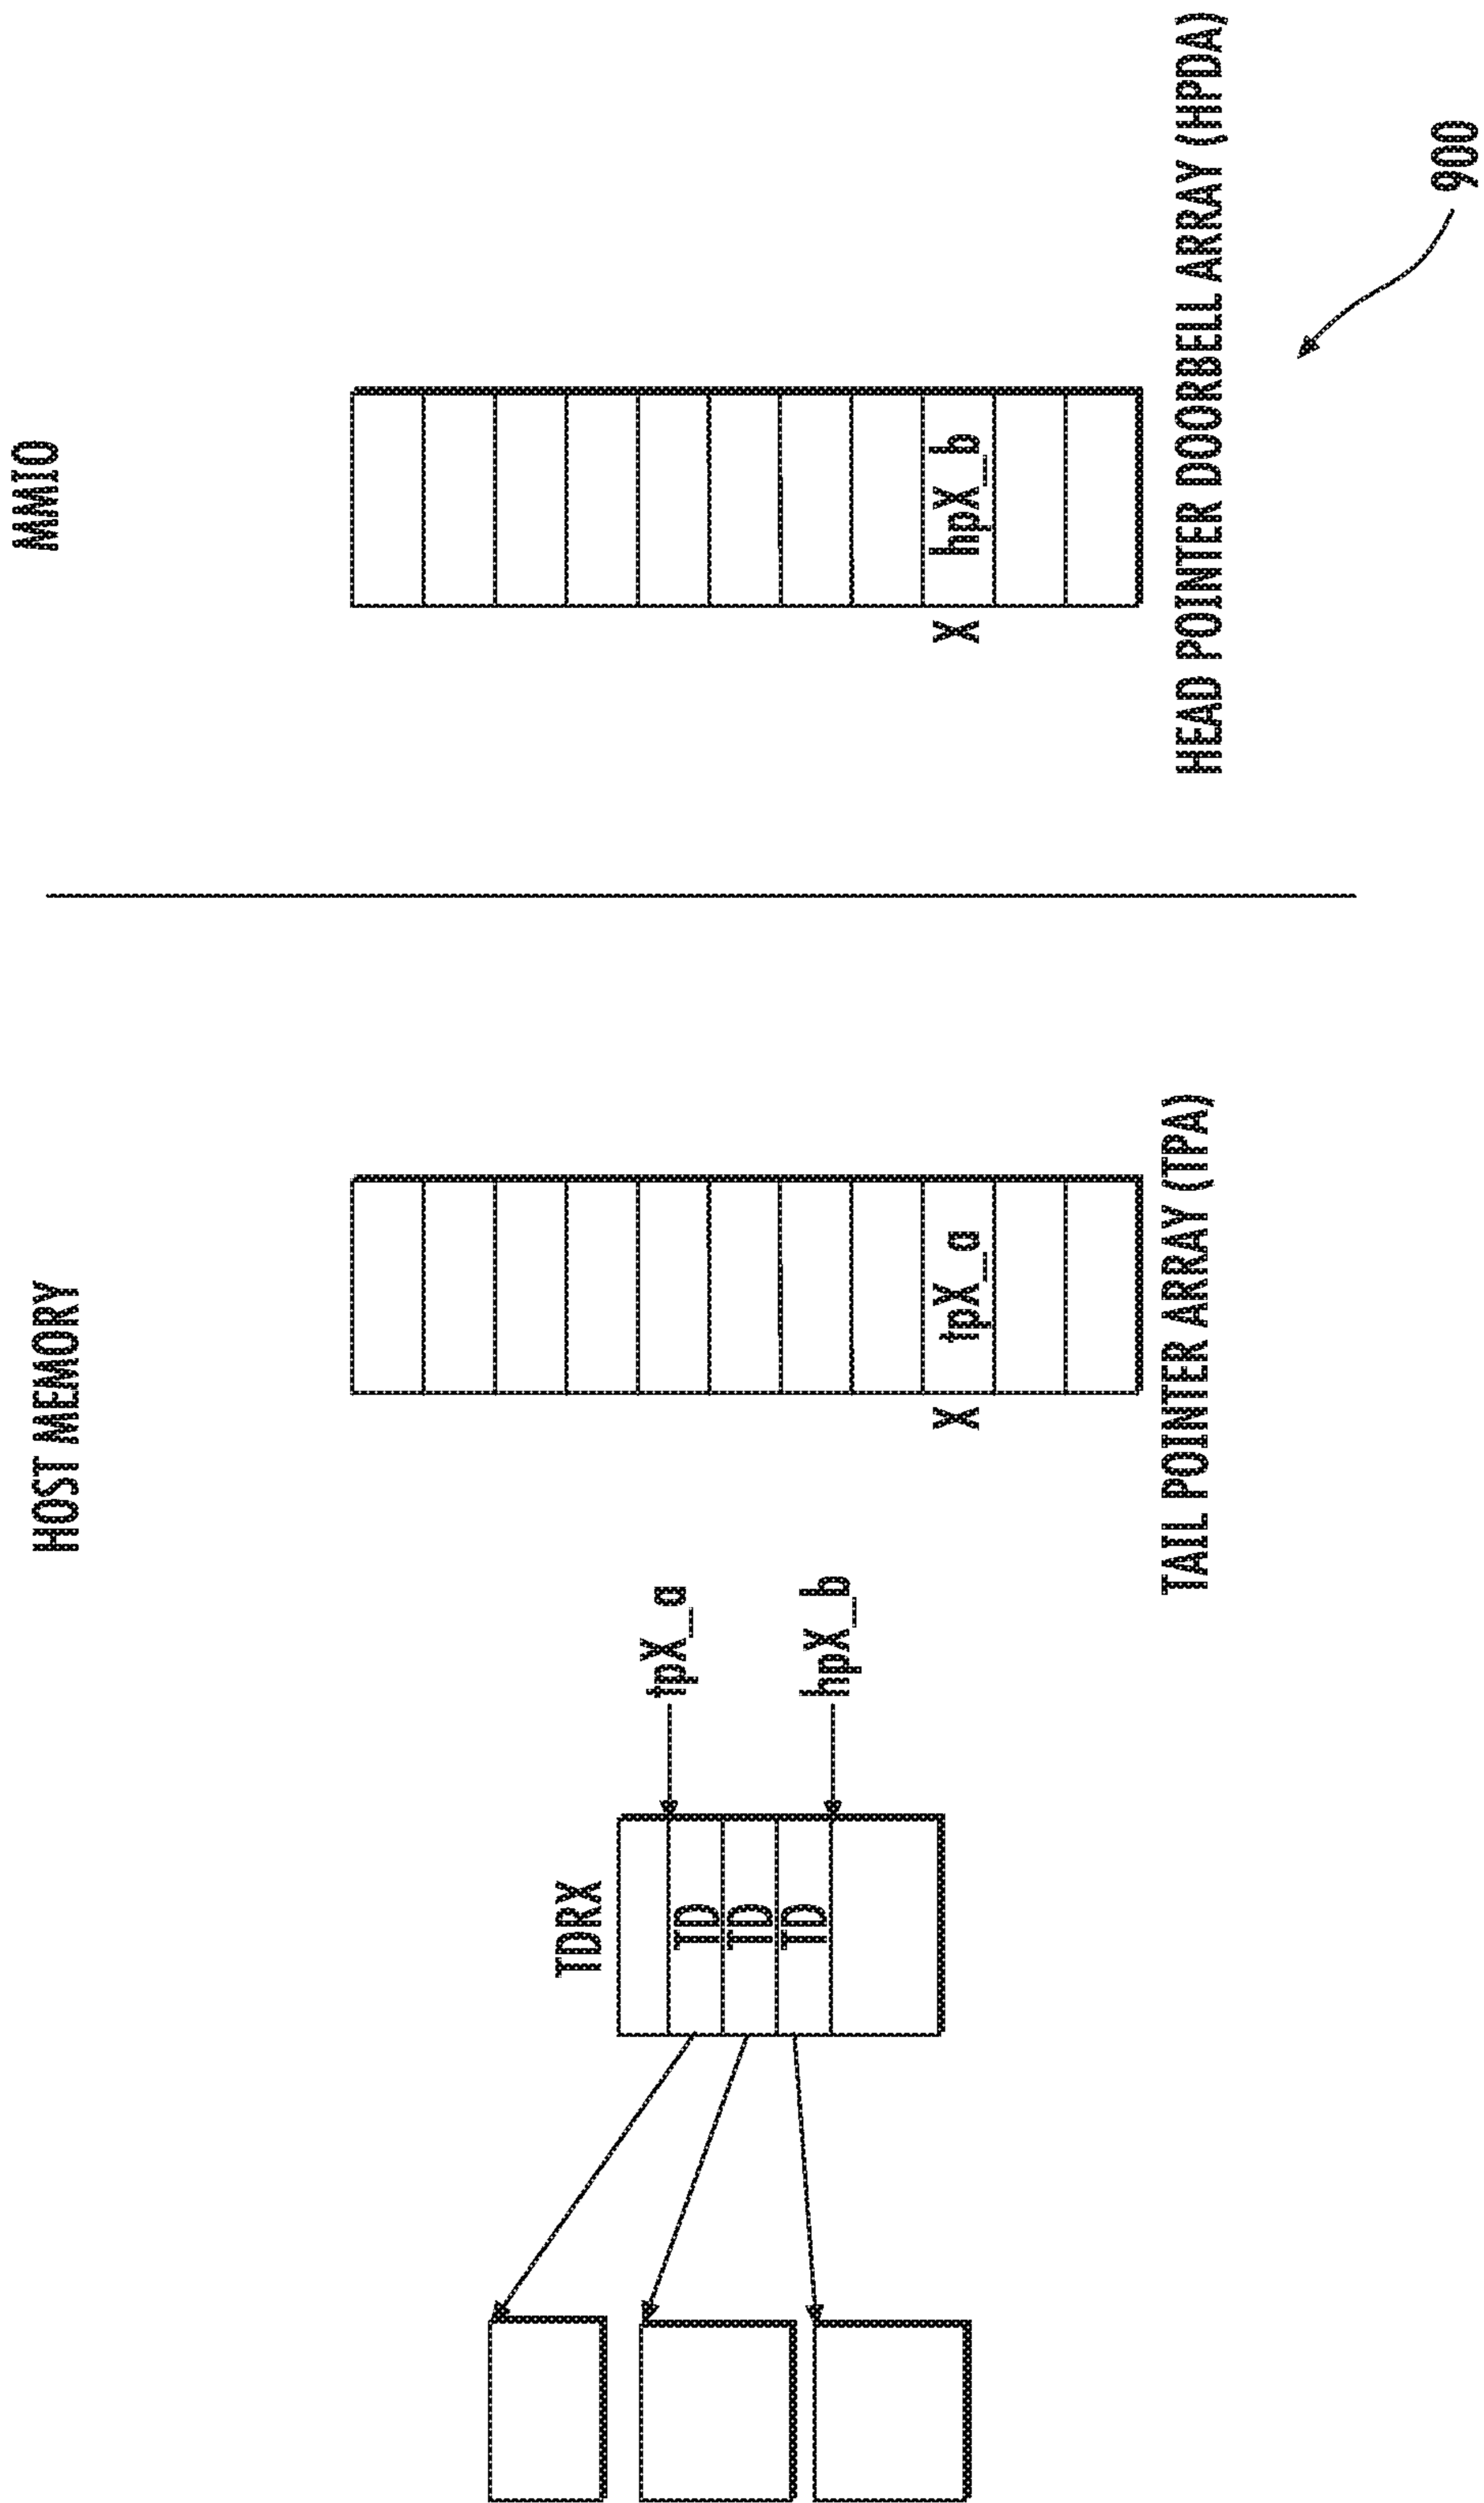 HOST MEMORY
MMIO
TDRX
TD
TD
TD
tpX_a
hpX_b
X
tpX_a
X
hpX_b
TAIL POINTER ARRAY (TPA)
HEAD POINTER DOORBELL ARRAY (HPDA)
900